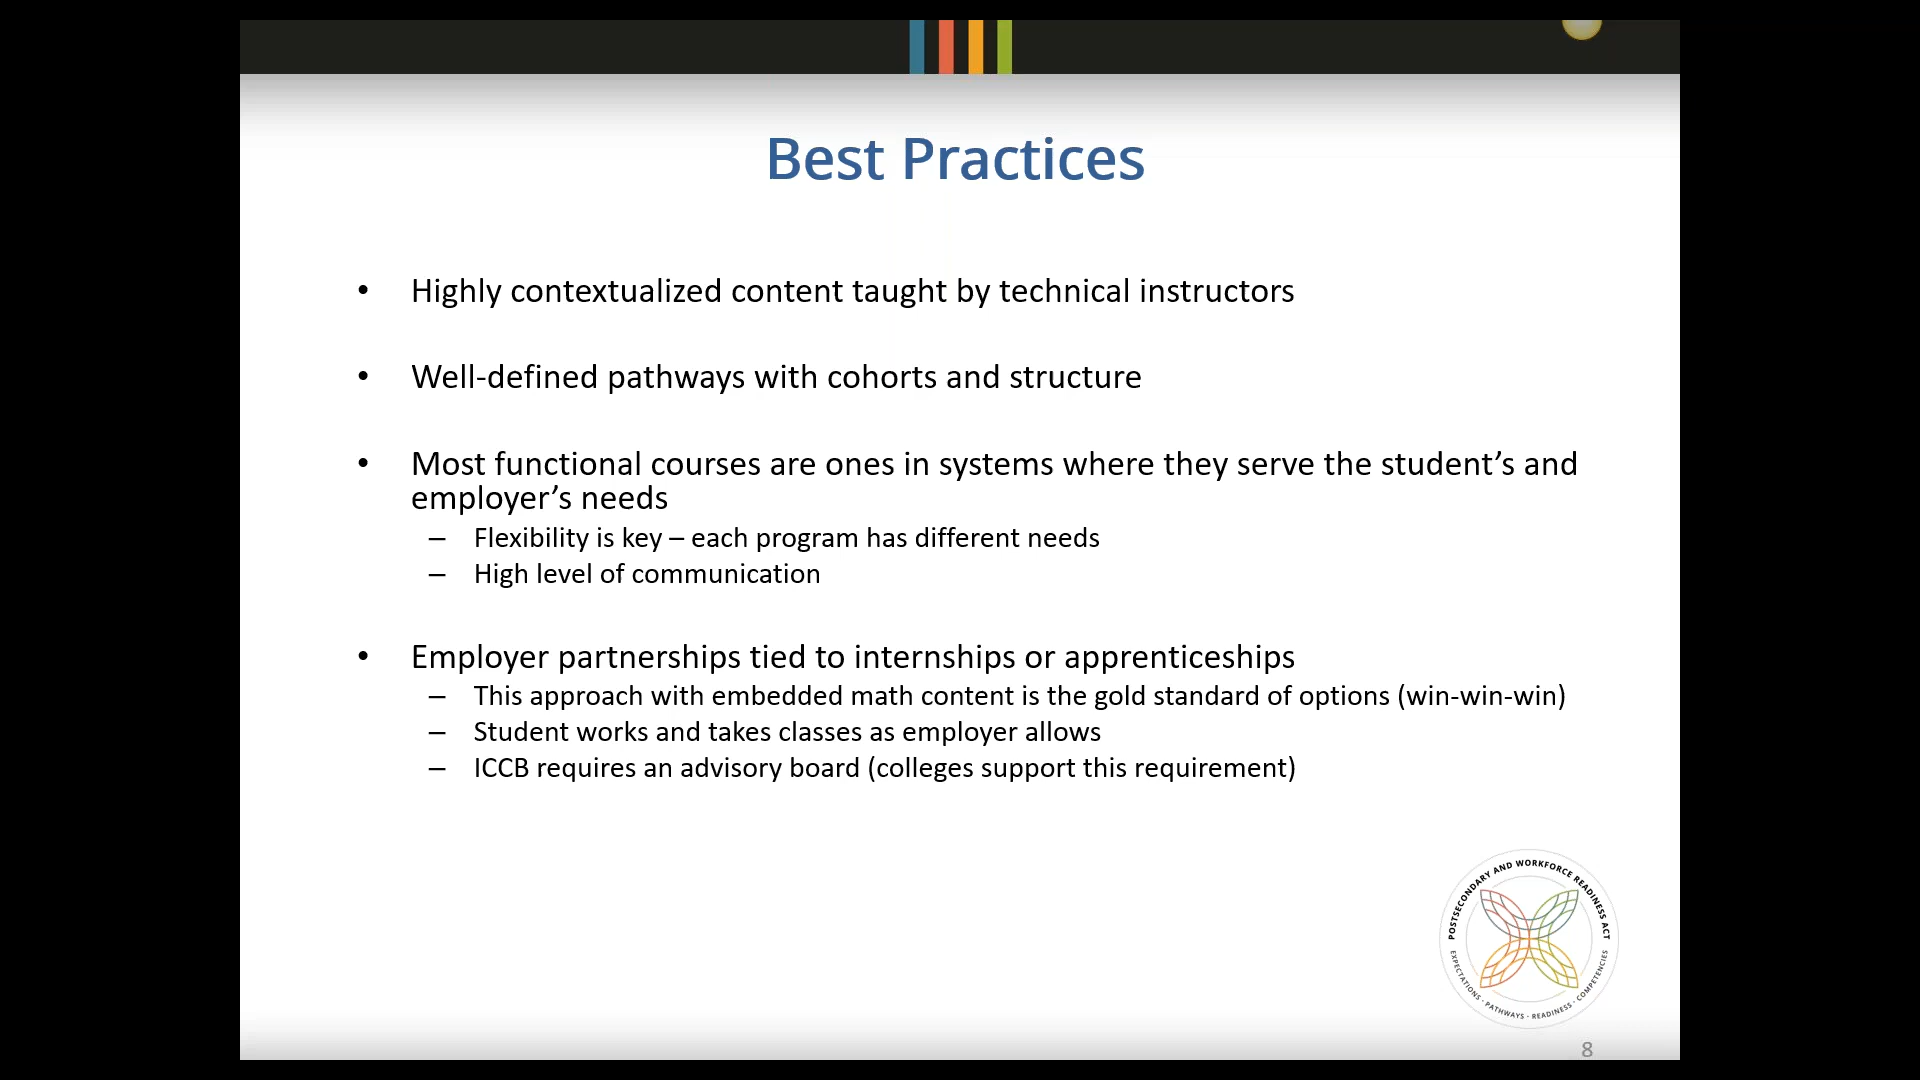 Best Practices
• Highly contextualized content taught by technical instructors
• Well-defined pathways with cohorts and structure
• Most functional courses are ones in systems where they serve the student’s and
employer’s needs
– Flexibility is key – each program has different needs
– High level of communication
• Employer partnerships tied to internships or apprenticeships
– This approach with embedded math content is the gold standard of options (win-win-win)
– Student works and takes classes as employer allows
– ICCB requires an advisory board (colleges support this requirement)
POSTSECONDARY AND WORKFORCE READINESS ACT
EXPECTATIONS · PATHWAYS · READINESS · COMPETENCIES
8